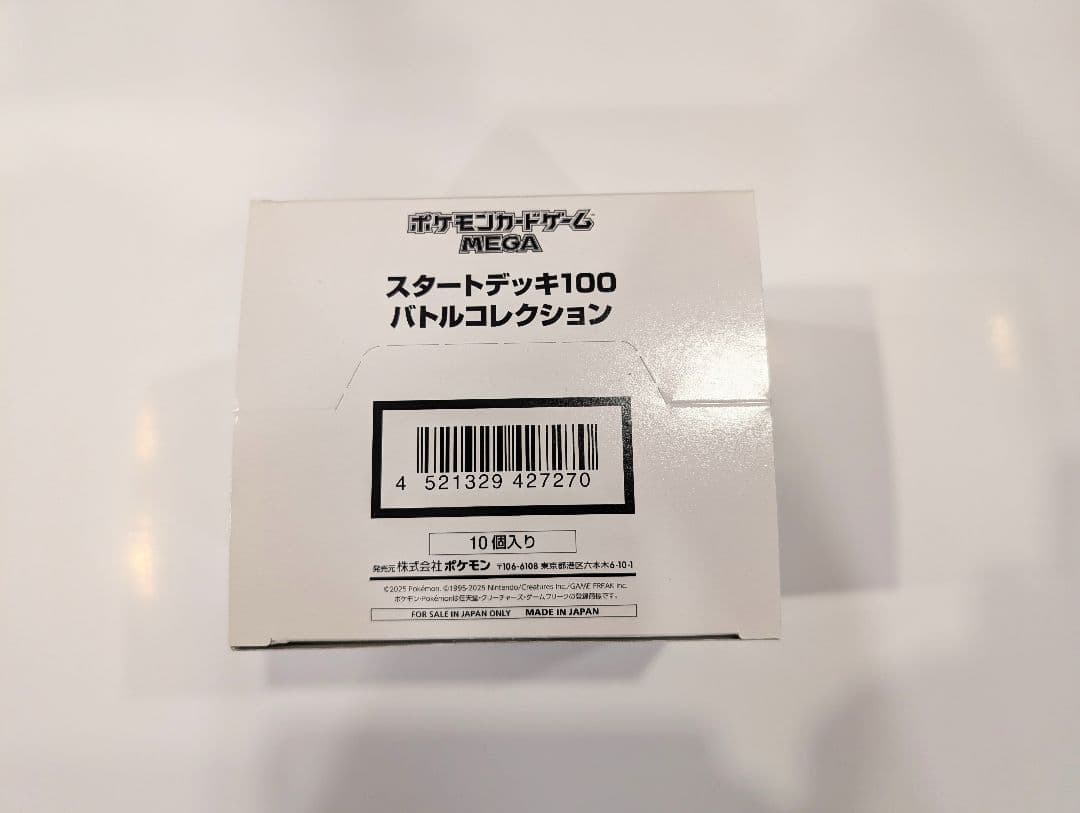 ポケモンカードゲーム
MEGA
スタートデッキ100
バトルコレクション
4 521329 427270
10個入り
発売元 株式会社ポケモン 〒106-6108 東京都港区六本木6-10-1
©2025 Pokémon. ©1995-2025 Nintendo/Creatures Inc./GAME FREAK inc.
ポケモン・Pokémonは任天堂・クリーチャーズ・ゲームフリークの登録商標です。
FOR SALE IN JAPAN ONLY MADE IN JAPAN